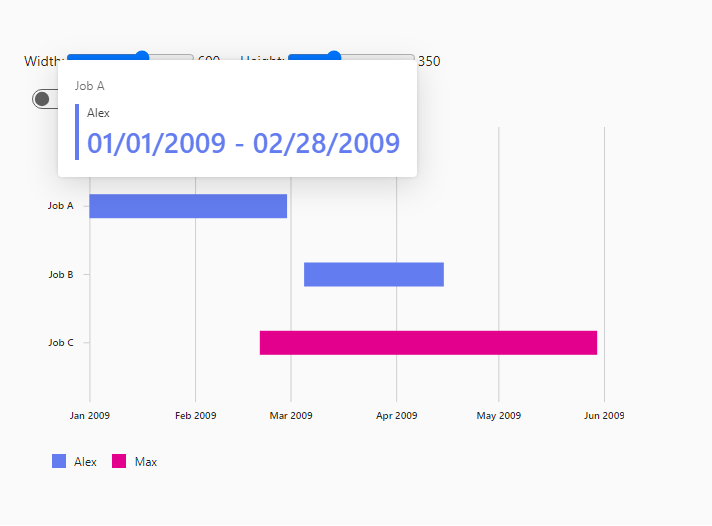 Width: 600 Height: 350
Job A
Alex
01/01/2009 - 02/28/2009
Job A
Job B
Job C
Jan 2009 Feb 2009 Mar 2009 Apr 2009 May 2009 Jun 2009
Alex Max